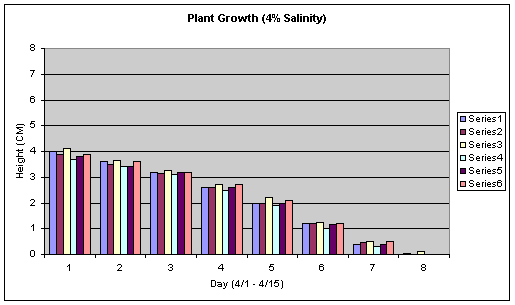 Plant Growth (4% Salinity)
8
7
6
5
4
3
2
1
0
Height (CM)
1 2 3 4 5 6 7 8
Day (4/1 - 4/15)
Series1
Series2
Series3
Series4
Series5
Series6